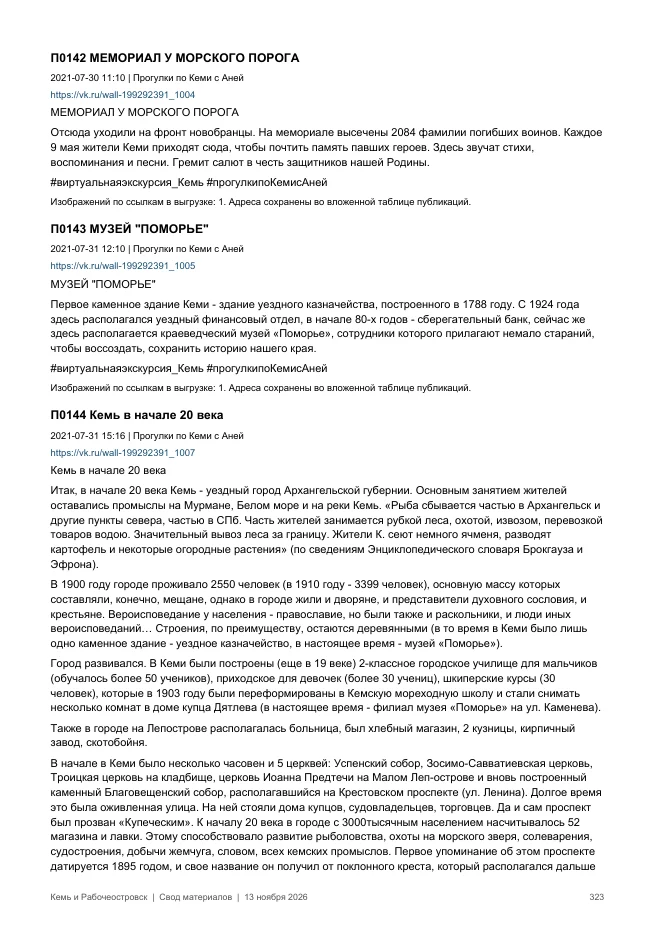 П0142 МЕМОРИАЛ У МОРСКОГО ПОРОГА
2021-07-30 11:10 | Прогулки по Кеми с Аней
https://vk.ru/wall-199292391_1004
МЕМОРИАЛ У МОРСКОГО ПОРОГА
Отсюда уходили на фронт новобранцы. На мемориале высечены 2084 фамилии погибших воинов. Каждое
9 мая жители Кеми приходят сюда, чтобы почтить память павших героев. Здесь звучат стихи,
воспоминания и песни. Гремит салют в честь защитников нашей Родины.
#виртуальнаяэкскурсия_Кемь #прогулкипоКемисАней
Изображений по ссылкам в выгрузке: 1. Адреса сохранены во вложенной таблице публикаций.
П0143 МУЗЕЙ "ПОМОРЬЕ"
2021-07-31 12:10 | Прогулки по Кеми с Аней
https://vk.ru/wall-199292391_1005
МУЗЕЙ "ПОМОРЬЕ"
Первое каменное здание Кеми - здание уездного казначейства, построенного в 1788 году. С 1924 года
здесь располагался уездный финансовый отдел, в начале 80-х годов - сберегательный банк, сейчас же
здесь располагается краеведческий музей «Поморье», сотрудники которого прилагают немало стараний,
чтобы воссоздать, сохранить историю нашего края.
#виртуальнаяэкскурсия_Кемь #прогулкипоКемисАней
Изображений по ссылкам в выгрузке: 1. Адреса сохранены во вложенной таблице публикаций.
П0144 Кемь в начале 20 века
2021-07-31 15:16 | Прогулки по Кеми с Аней
https://vk.ru/wall-199292391_1007
Кемь в начале 20 века
Итак, в начале 20 века Кемь - уездный город Архангельской губернии. Основным занятием жителей
оставались промыслы на Мурмане, Белом море и на реки Кемь. «Рыба сбывается частью в Архангельск и
другие пункты севера, частью в СПб. Часть жителей занимается рубкой леса, охотой, извозом, перевозкой
товаров водою. Значительный вывоз леса за границу. Жители К. сеют немного ячменя, разводят
картофель и некоторые огородные растения» (по сведениям Энциклопедического словаря Брокгауза и
Эфрона).
В 1900 году городе проживало 2550 человек (в 1910 году - 3399 человек), основную массу которых
составляли, конечно, мещане, однако в городе жили и дворяне, и представители духовного сословия, и
крестьяне. Вероисповедание у населения - православие, но были также и раскольники, и люди иных
вероисповеданий… Строения, по преимуществу, остаются деревянными (в то время в Кеми было лишь
одно каменное здание - уездное казначейство, в настоящее время - музей «Поморье»).
Город развивался. В Кеми были построены (еще в 19 веке) 2-классное городское училище для мальчиков
(обучалось более 50 учеников), приходское для девочек (более 30 учениц), шкиперские курсы (30
человек), которые в 1903 году были переформированы в Кемскую мореходную школу и стали снимать
несколько комнат в доме купца Дятлева (в настоящее время - филиал музея «Поморье» на ул. Каменева).
Также в городе на Лепострове располагалась больница, был хлебный магазин, 2 кузницы, кирпичный
завод, скотобойня.
В начале в Кеми было несколько часовен и 5 церквей: Успенский собор, Зосимо-Савватиевская церковь,
Троицкая церковь на кладбище, церковь Иоанна Предтечи на Малом Леп-острове и вновь построенный
каменный Благовещенский собор, располагавшийся на Крестовском проспекте (ул. Ленина). Долгое время
это была оживленная улица. На ней стояли дома купцов, судовладельцев, торговцев. Да и сам проспект
был прозван «Купеческим». К началу 20 века в городе с 3000тысячным населением насчитывалось 52
магазина и лавки. Этому способствовало развитие рыболовства, охоты на морского зверя, солеварения,
судостроения, добычи жемчуга, словом, всех кемских промыслов. Первое упоминание об этом проспекте
датируется 1895 годом, и свое название он получил от поклонного креста, который располагался дальше
Кемь и Рабочеостровск | Свод материалов | 13 ноября 2026
323